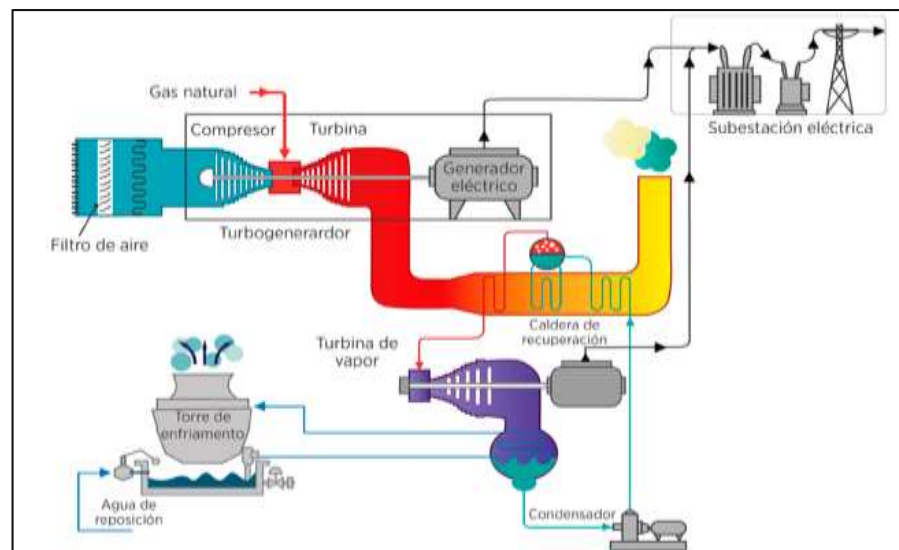 Gas natural
Compresor
Turbina
Generador
eléctrico
Subestación eléctrica
Filtro de aire
Turbogenerardor
Caldera de
recuperación
Turbina de
vapor
Torre de
enfriamento
Agua de
reposición
Condensador